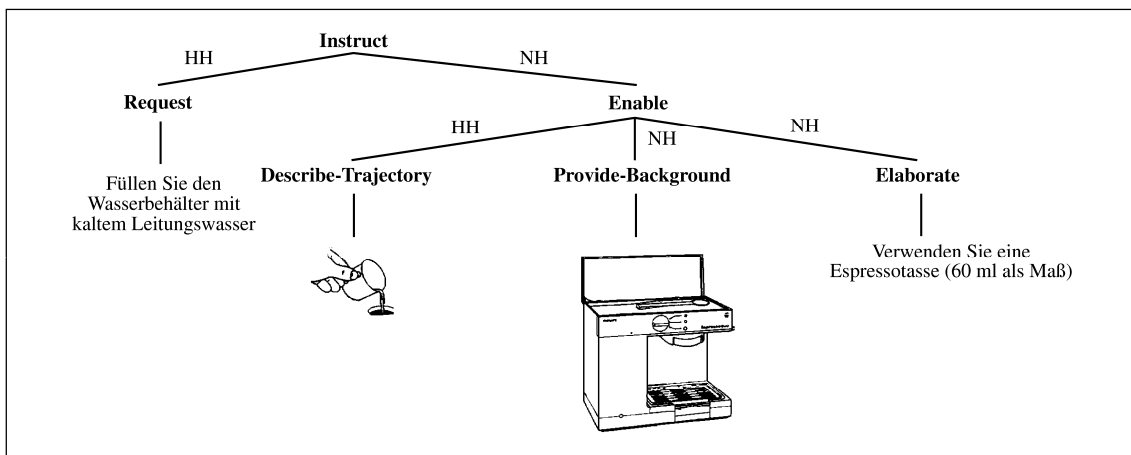 Instruct
HH
NH
Request
Enable
HH
NH
NH
Describe-Trajectory
Provide-Background
Elaborate
Füllen Sie den
Wasserbehälter mit
kaltem Leitungswasser
Verwenden Sie eine
Espressotasse (60 ml als Maß)